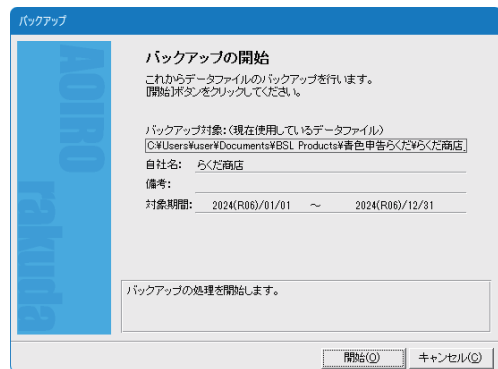 バックアップ
AOIRO
rakuda
バックアップの開始
これからデータファイルのバックアップを行います。
[開始]ボタンをクリックしてください。
バックアップ対象:(現在使用しているデータファイル)
C:¥Users¥user¥Documents¥BSL Products¥青色申告らくだ¥らくだ商店.
自社名: らくだ商店
備考:
対象期間: 2024(R06)/01/01 ～ 2024(R06)/12/31
バックアップの処理を開始します。
開始(O) キャンセル(C)